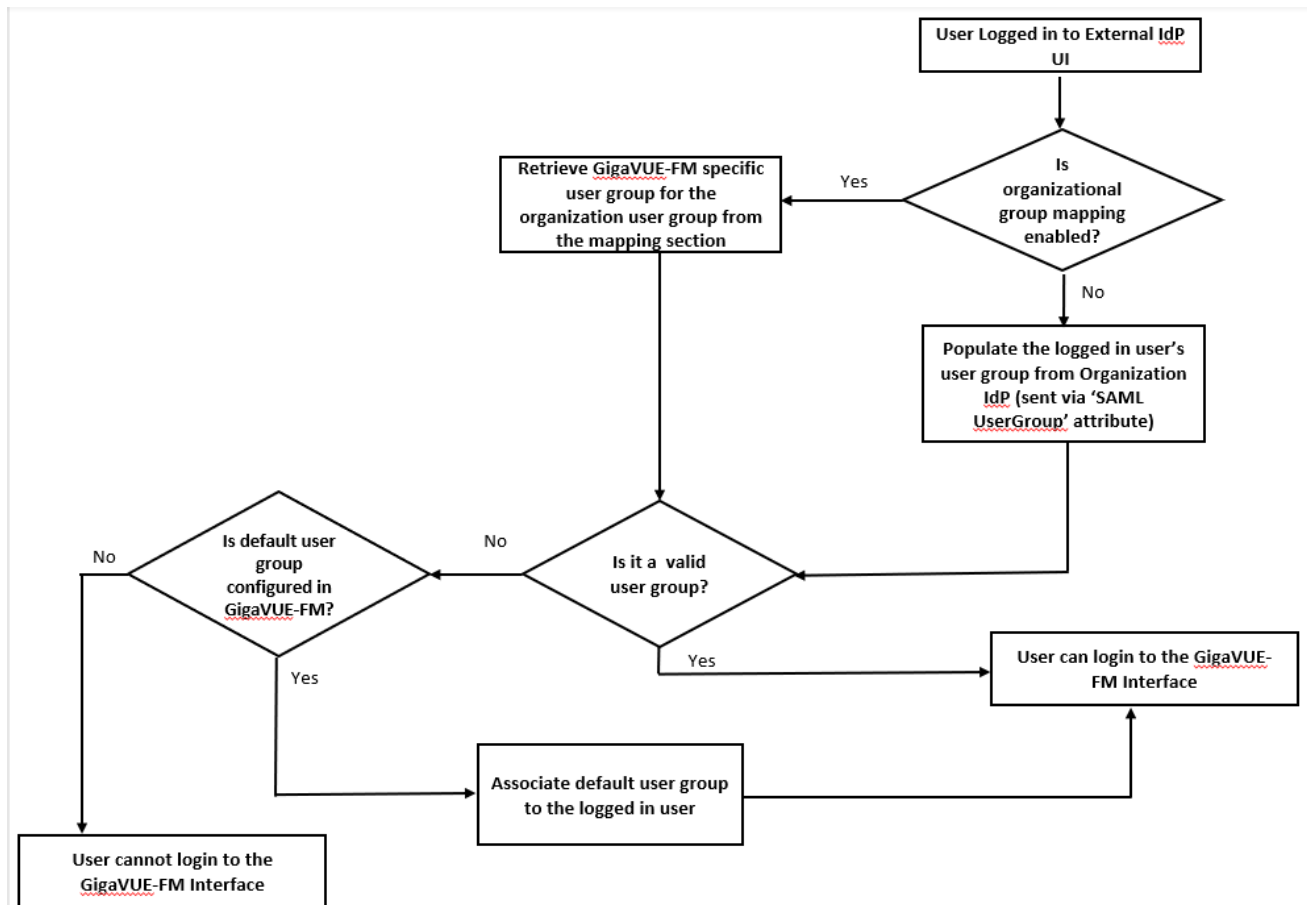 User Logged in to External IdP
UI
Is
organizational
group mapping
enabled?
Yes
Retrieve GigaVUE-FM specific
user group for the
organization user group from
the mapping section
No
Populate the logged in user’s
user group from Organization
IdP (sent via ‘SAML
UserGroup’ attribute)
Is it a valid
user group?
No
Is default user
group
configured in
GigaVUE-FM?
No
Yes
Yes
User can login to the GigaVUE-
FM Interface
Associate default user group
to the logged in user
User cannot login to the
GigaVUE-FM Interface